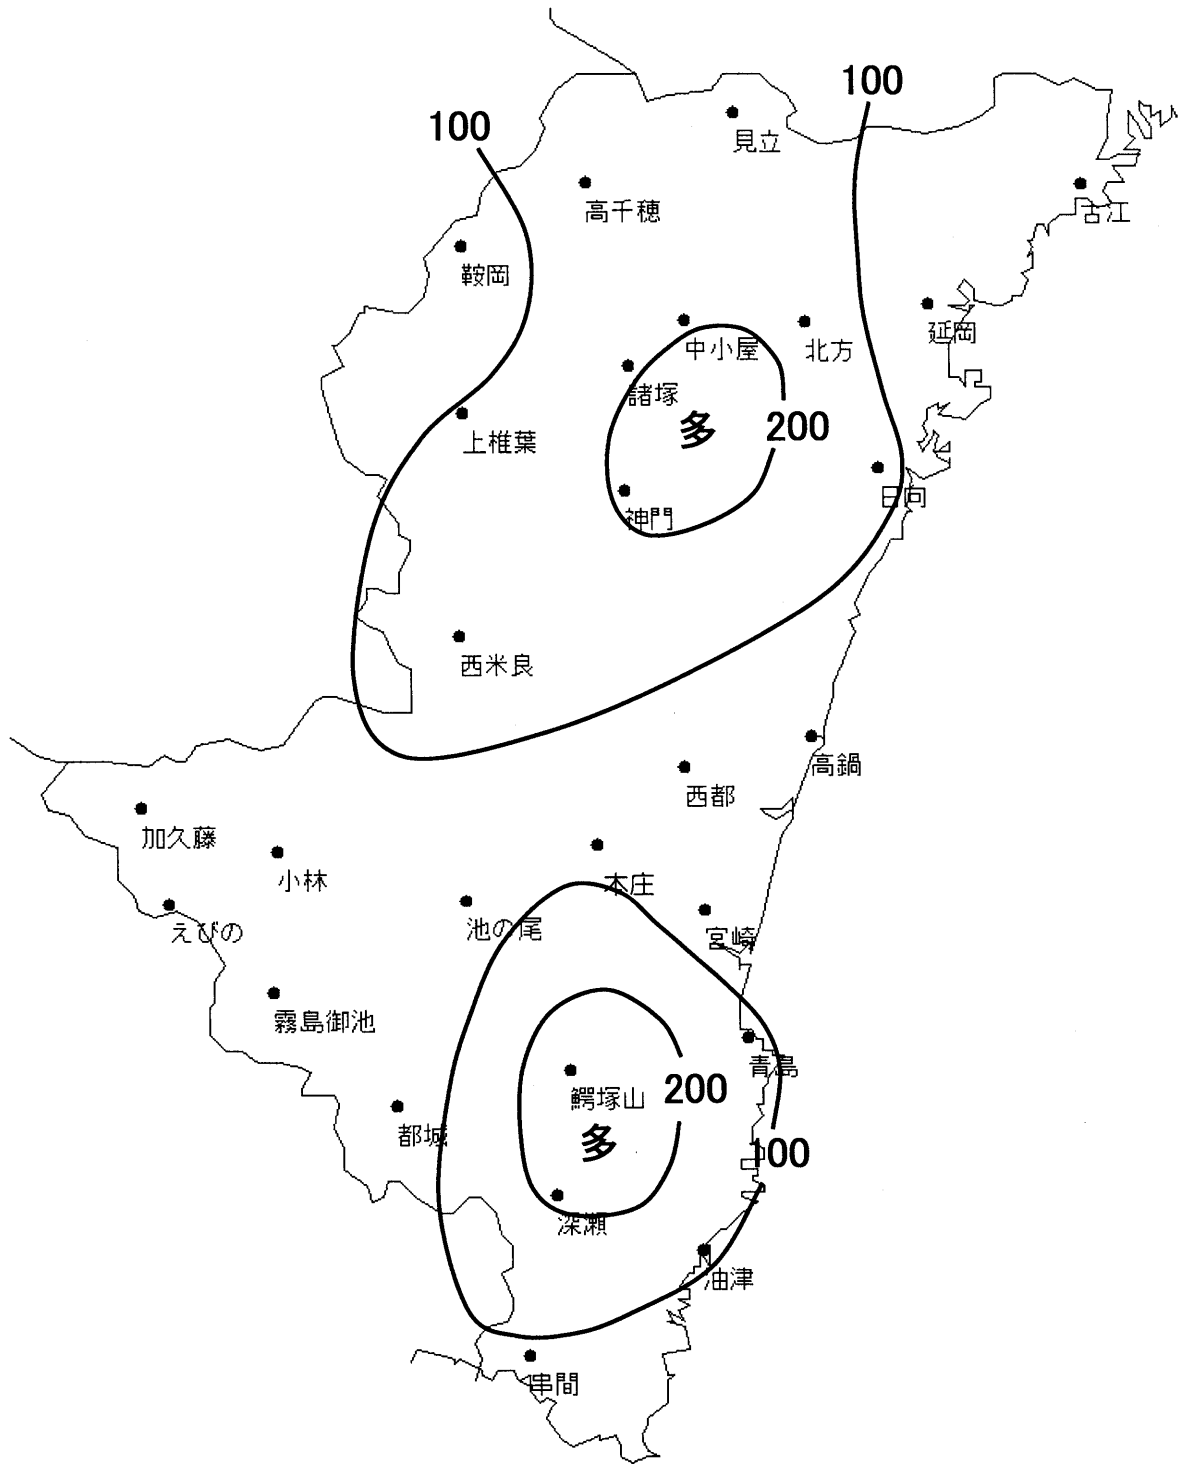 100
100
見立
高千穂
古江
鞍岡
延岡
中小屋
北方
諸塚
多
200
上椎葉
日向
神門
西米良
高鍋
西都
加久藤
小林
本庄
えびの
池の尾
宮崎
霧島御池
青島
鰐塚山
200
都城
多
100
深瀬
油津
串間